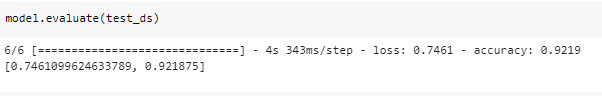 model.evaluate(test_ds)
6/6 [==============================] - 4s 343ms/step - loss: 0.7461 - accuracy: 0.9219
[0.7461099624633789, 0.921875]